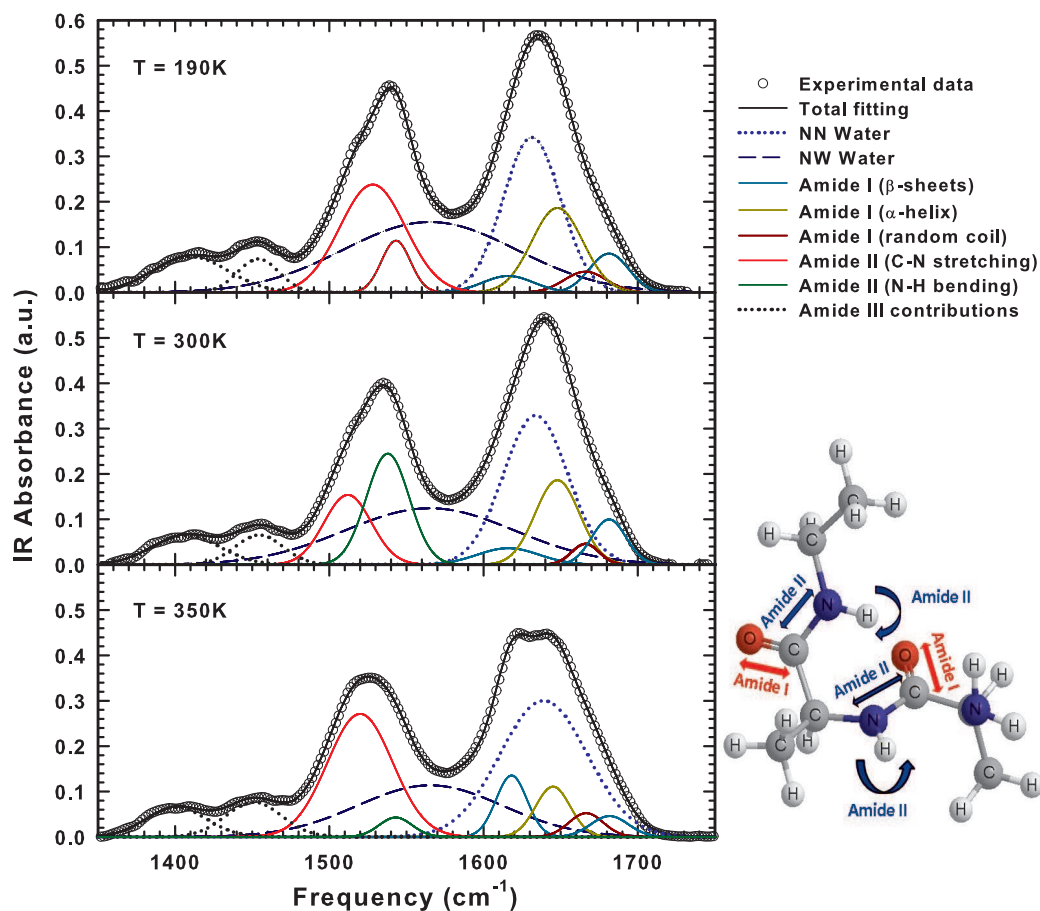 IR Absorbance (a.u.)
0.6
0.5
0.4
0.3
0.2
0.1
0.0
T = 190K
0.5
0.4
0.3
0.2
0.1
0.0
T = 300K
0.5
0.4
0.3
0.2
0.1
0.0
T = 350K
1400 1500 1600 1700
Frequency (cm⁻¹)
Experimental data
Total fitting
NN Water
NW Water
Amide I (β-sheets)
Amide I (α-helix)
Amide I (random coil)
Amide II (C-N stretching)
Amide II (N-H bending)
Amide III contributions
H
H C H
H C
H
Amide II N H Amide II
O C O Amide I
Amide I Amide II H H
C N H
H C N
H C H H C H
H Amide II H